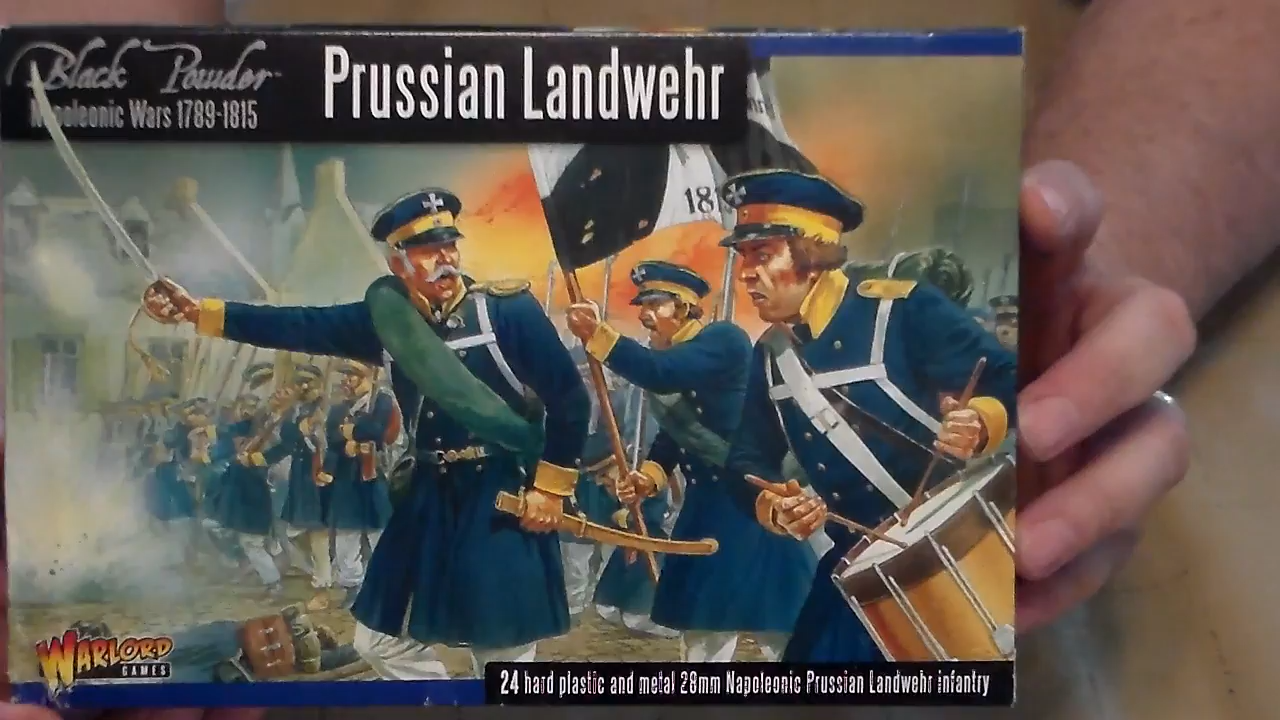 Black Powder
Napoleonic Wars 1789-1815
Prussian Landwehr
18
WARLORD
GAMES
24 hard plastic and metal 28mm Napoleonic Prussian Landwehr infantry